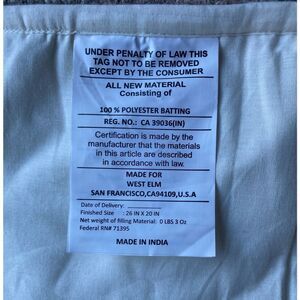 UNDER PENALTY OF LAW THIS
TAG NOT TO BE REMOVED
EXCEPT BY THE CONSUMER
ALL NEW MATERIAL
Consisting of
100 % POLYESTER BATTING
REG. NO.: CA 39036(IN)
Certification is made by the
manufacturer that the materials
in this article are described
in accordance with law.
MADE FOR
WEST ELM
SAN FRANCISCO,CA94109,U.S.A
Date of Delivery:
Finished Size : 26 IN X 20 IN
Net weight of filling Material: 0 LBS 3 Oz
Federal RN# 71395
MADE IN INDIA